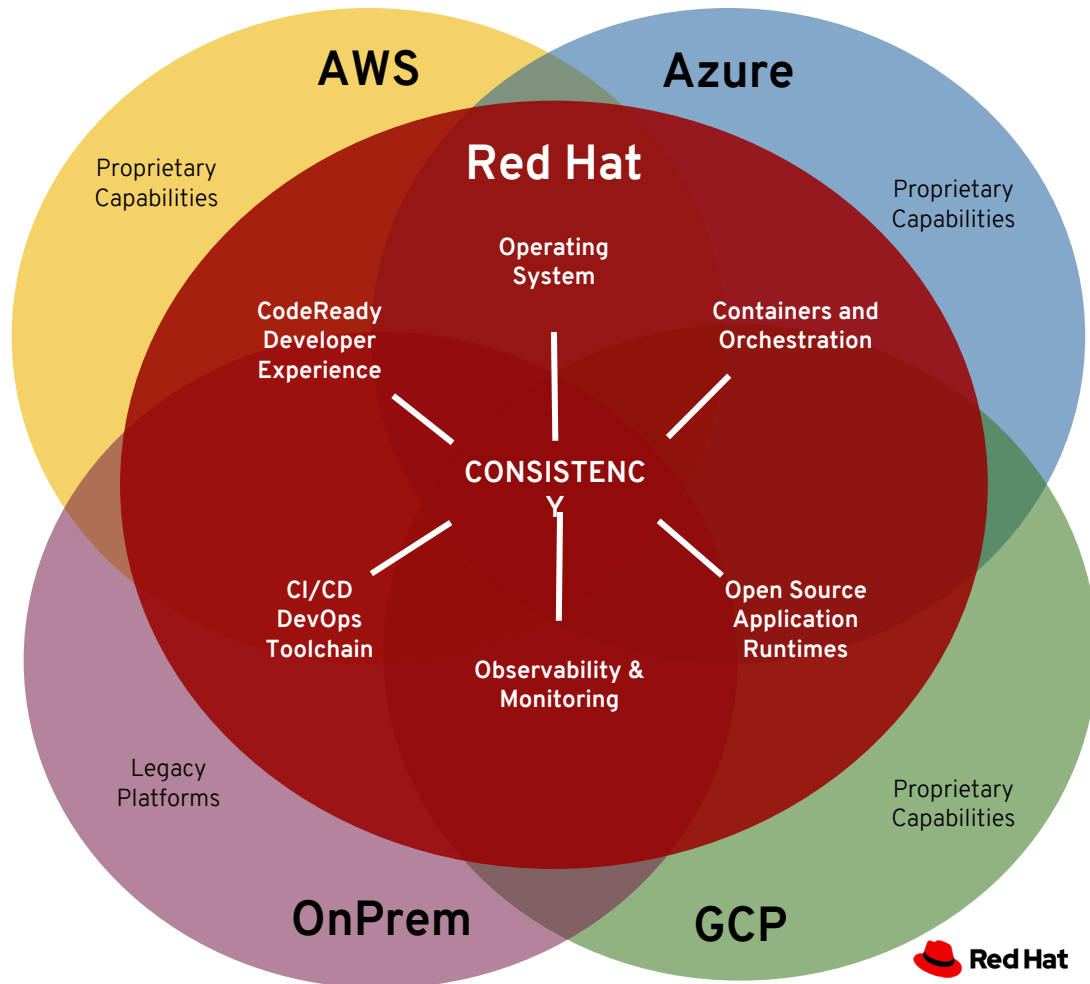 AWS
Azure
Proprietary
Capabilities
Red Hat
Proprietary
Capabilities
Operating
System
CodeReady
Developer
Experience
Containers and
Orchestration
CONSISTENC
Y
CI/CD
DevOps
Toolchain
Open Source
Application
Runtimes
Observability &
Monitoring
Legacy
Platforms
Proprietary
Capabilities
OnPrem
GCP
Red Hat